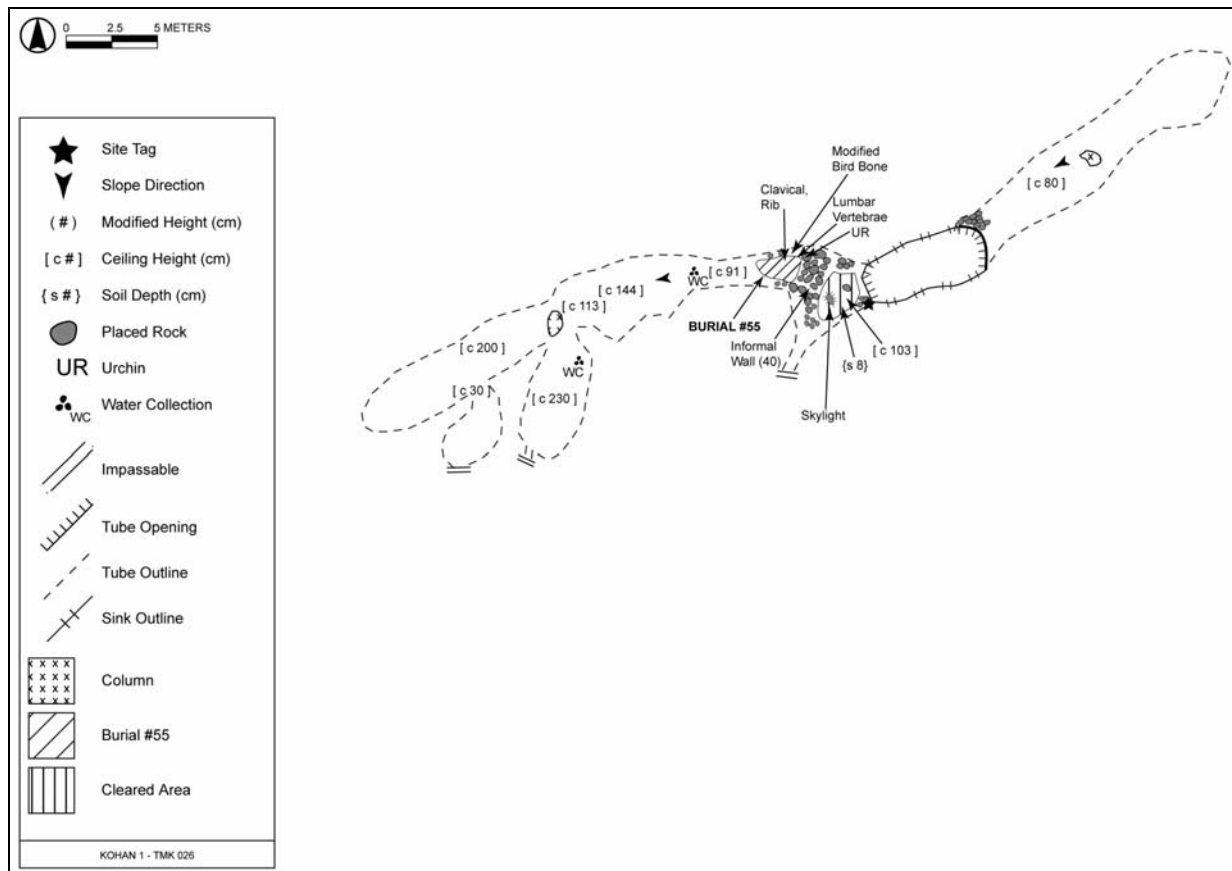 0 2.5 5 METERS
Site Tag
Slope Direction
( # ) Modified Height (cm)
[ c # ] Ceiling Height (cm)
{ s # } Soil Depth (cm)
Placed Rock
UR Urchin
WC Water Collection
Impassable
Tube Opening
Tube Outline
Sink Outline
Column
Burial #55
Cleared Area
KOHAN 1 - TMK 026
Modified
Bird Bone
Clavical,
Rib
Lumbar
Vertebrae
UR
[ c 80 ]
WC
[ c 91 ]
[ c 144 ]
[ c 113 ]
[ c 200 ]
WC
[ c 30 ]
[ c 230 ]
BURIAL #55
Informal
Wall (40)
{s 8}
[ c 103 ]
Skylight